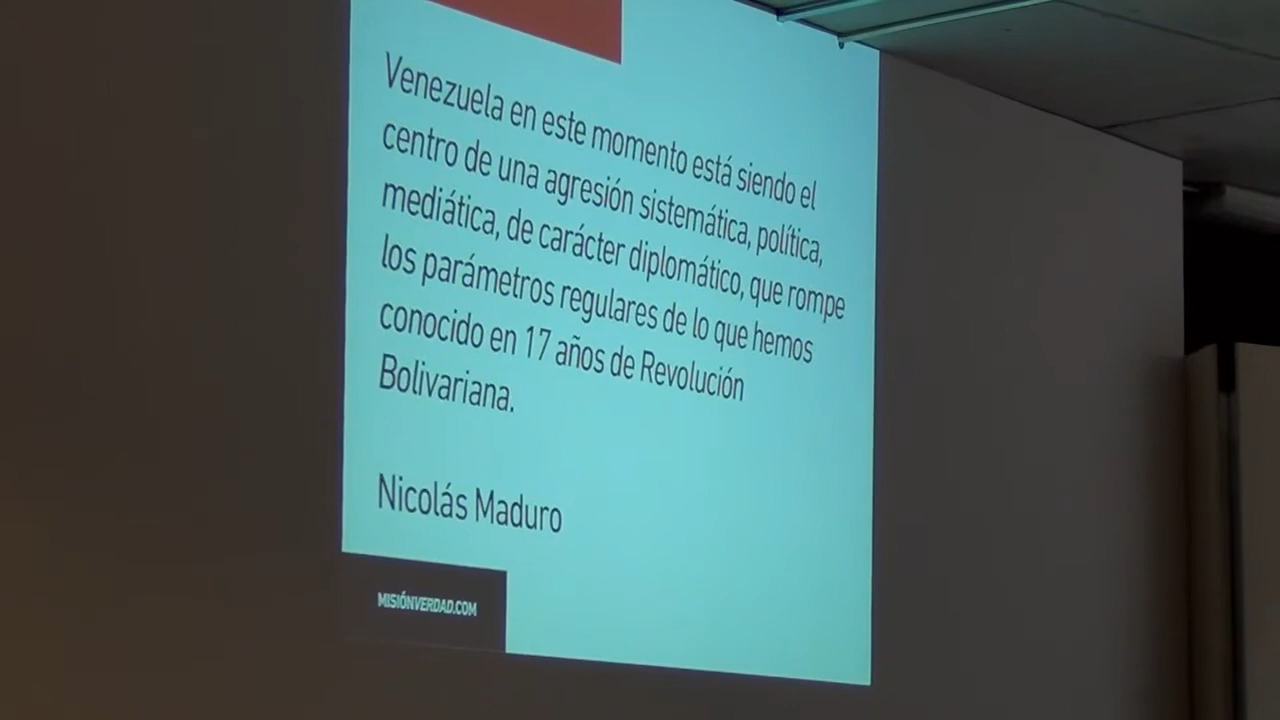 Venezuela en este momento está siendo el
centro de una agresión sistemática, política,
mediática, de carácter diplomático, que rompe
los parámetros regulares de lo que hemos
conocido en 17 años de Revolución
Bolivariana.
Nicolás Maduro
MISIÓNVERDAD.COM